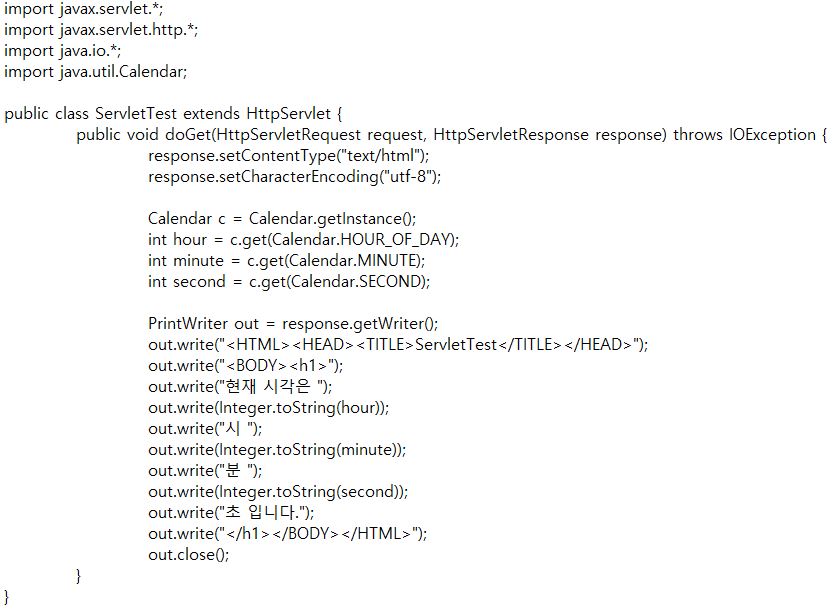 import javax.servlet.*;
import javax.servlet.http.*;
import java.io.*;
import java.util.Calendar;

public class ServletTest extends HttpServlet {
        public void doGet(HttpServletRequest request, HttpServletResponse response) throws IOException {
                response.setContentType("text/html");
                response.setCharacterEncoding("utf-8");

                Calendar c = Calendar.getInstance();
                int hour = c.get(Calendar.HOUR_OF_DAY);
                int minute = c.get(Calendar.MINUTE);
                int second = c.get(Calendar.SECOND);

                PrintWriter out = response.getWriter();
                out.write("<HTML><HEAD><TITLE>ServletTest</TITLE></HEAD>");
                out.write("<BODY><h1>");
                out.write("현재 시각은 ");
                out.write(Integer.toString(hour));
                out.write("시 ");
                out.write(Integer.toString(minute));
                out.write("분 ");
                out.write(Integer.toString(second));
                out.write("초 입니다.");
                out.write("</h1></BODY></HTML>");
                out.close();
        }
}